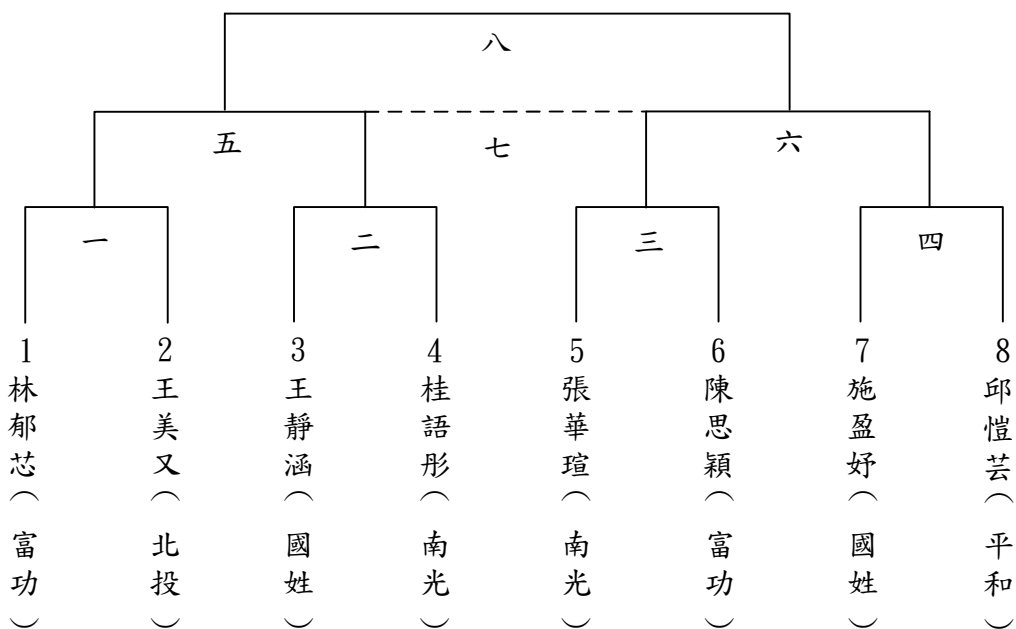 八
五
七
六
一
二
三
四
1
林郁芯(富功)
2
王美又(北投)
3
王靜涵(國姓)
4
桂語彤(南光)
5
張華瑄(南光)
6
陳思穎(富功)
7
施盈妤(國姓)
8
邱愷芸(平和)